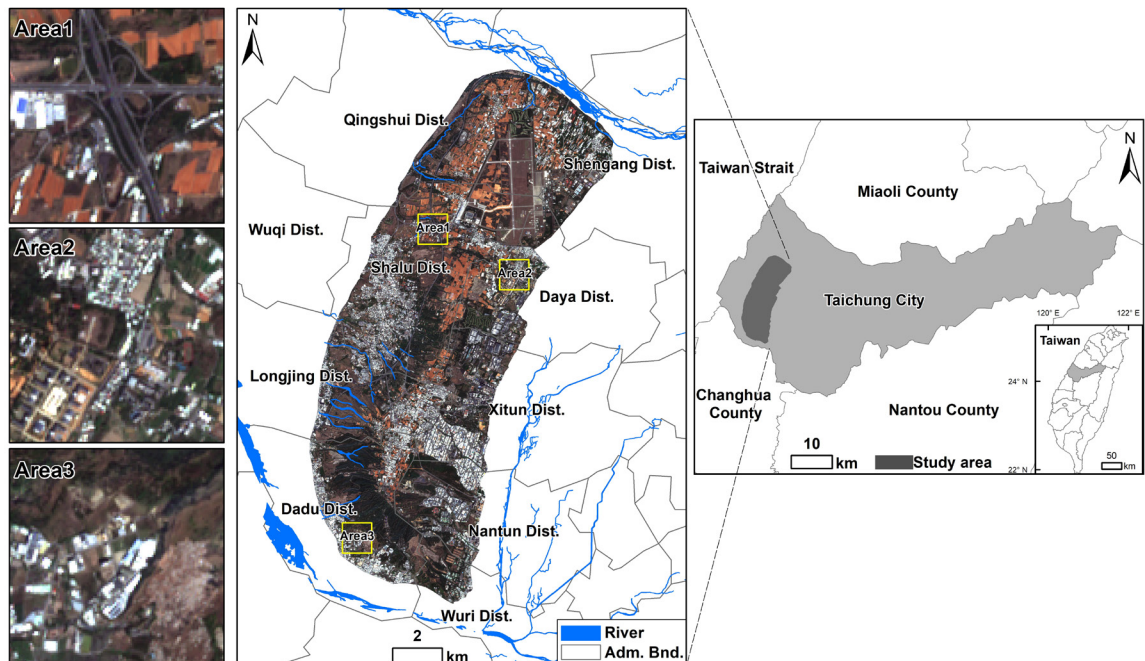 Area1
Area2
Area3
N
Qingshui Dist.
Shengang Dist.
Wuqi Dist.
Area1
Shalu Dist.
Area2
Daya Dist.
Longjing Dist.
Xitun Dist.
Dadu Dist.
Area3
Nantun Dist.
Wuri Dist.
2
km
River
Adm. Bnd.
N
Taiwan Strait
Miaoli County
Taichung City
Changhua
County
Nantou County
10
km
Study area
120° E
122° E
Taiwan
24° N
22° N
50
km